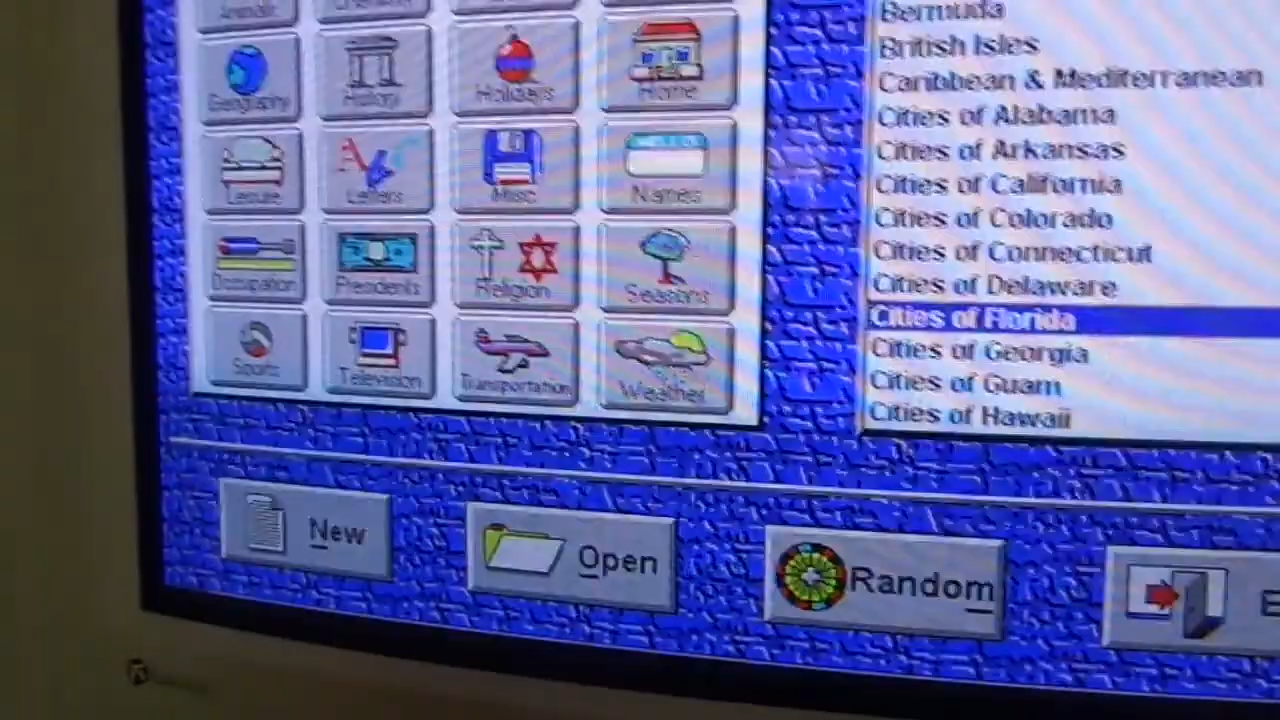 Animals
Geography
History
Holidays
Home
Leisure
Letters
Misc
Names
Occupation
Presidents
Religion
Seasons
Sports
Television
Transportation
Weather
Bermuda
British Isles
Caribbean & Mediterranean
Cities of Alabama
Cities of Arkansas
Cities of California
Cities of Colorado
Cities of Connecticut
Cities of Delaware
Cities of Florida
Cities of Georgia
Cities of Guam
Cities of Hawaii
New
Open
Random
E